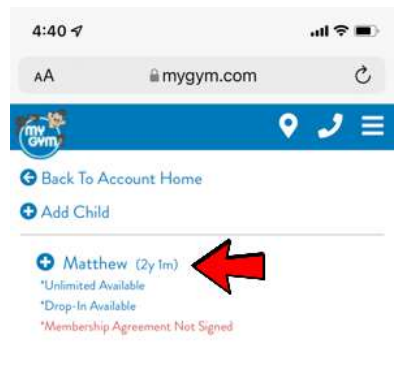 4:40
AA mygym.com
my
GYM
Back To Account Home
Add Child
Matthew (2y 1m)
*Unlimited Available
*Drop-In Available
*Membership Agreement Not Signed